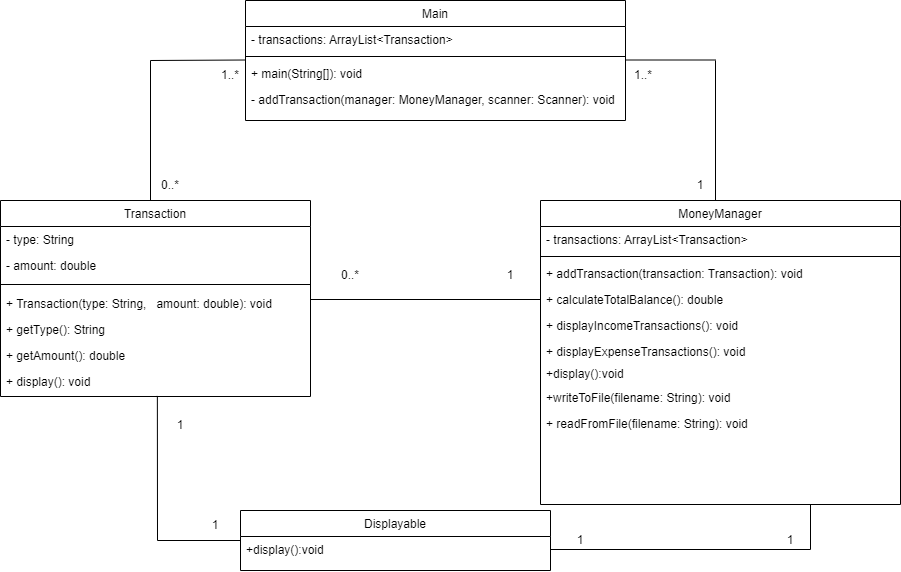 Main
- transactions: ArrayList<Transaction>
+ main(String[]): void
- addTransaction(manager: MoneyManager, scanner: Scanner): void
1..*
1..*
0..*
1
Transaction
- type: String
- amount: double
+ Transaction(type: String,   amount: double): void
+ getType(): String
+ getAmount(): double
+ display(): void
0..*
1
MoneyManager
- transactions: ArrayList<Transaction>
+ addTransaction(transaction: Transaction): void
+ calculateTotalBalance(): double
+ displayIncomeTransactions(): void
+ displayExpenseTransactions(): void
+display():void
+writeToFile(filename: String): void
+ readFromFile(filename: String): void
1
1
Displayable
+display():void
1
1